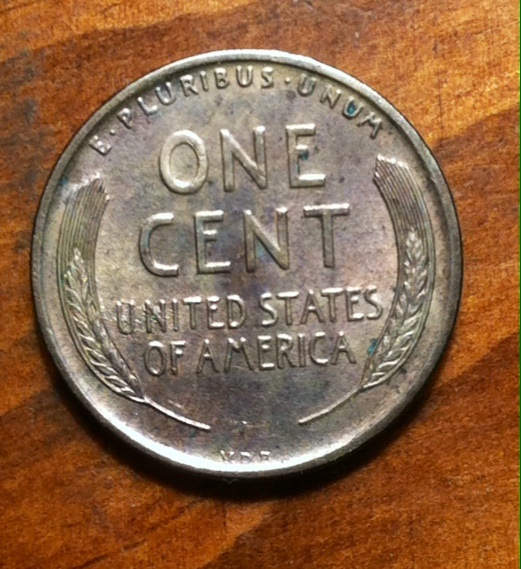 E·PLURIBUS·UNUM
ONE
CENT
UNITED STATES
OF AMERICA
V.D.B.